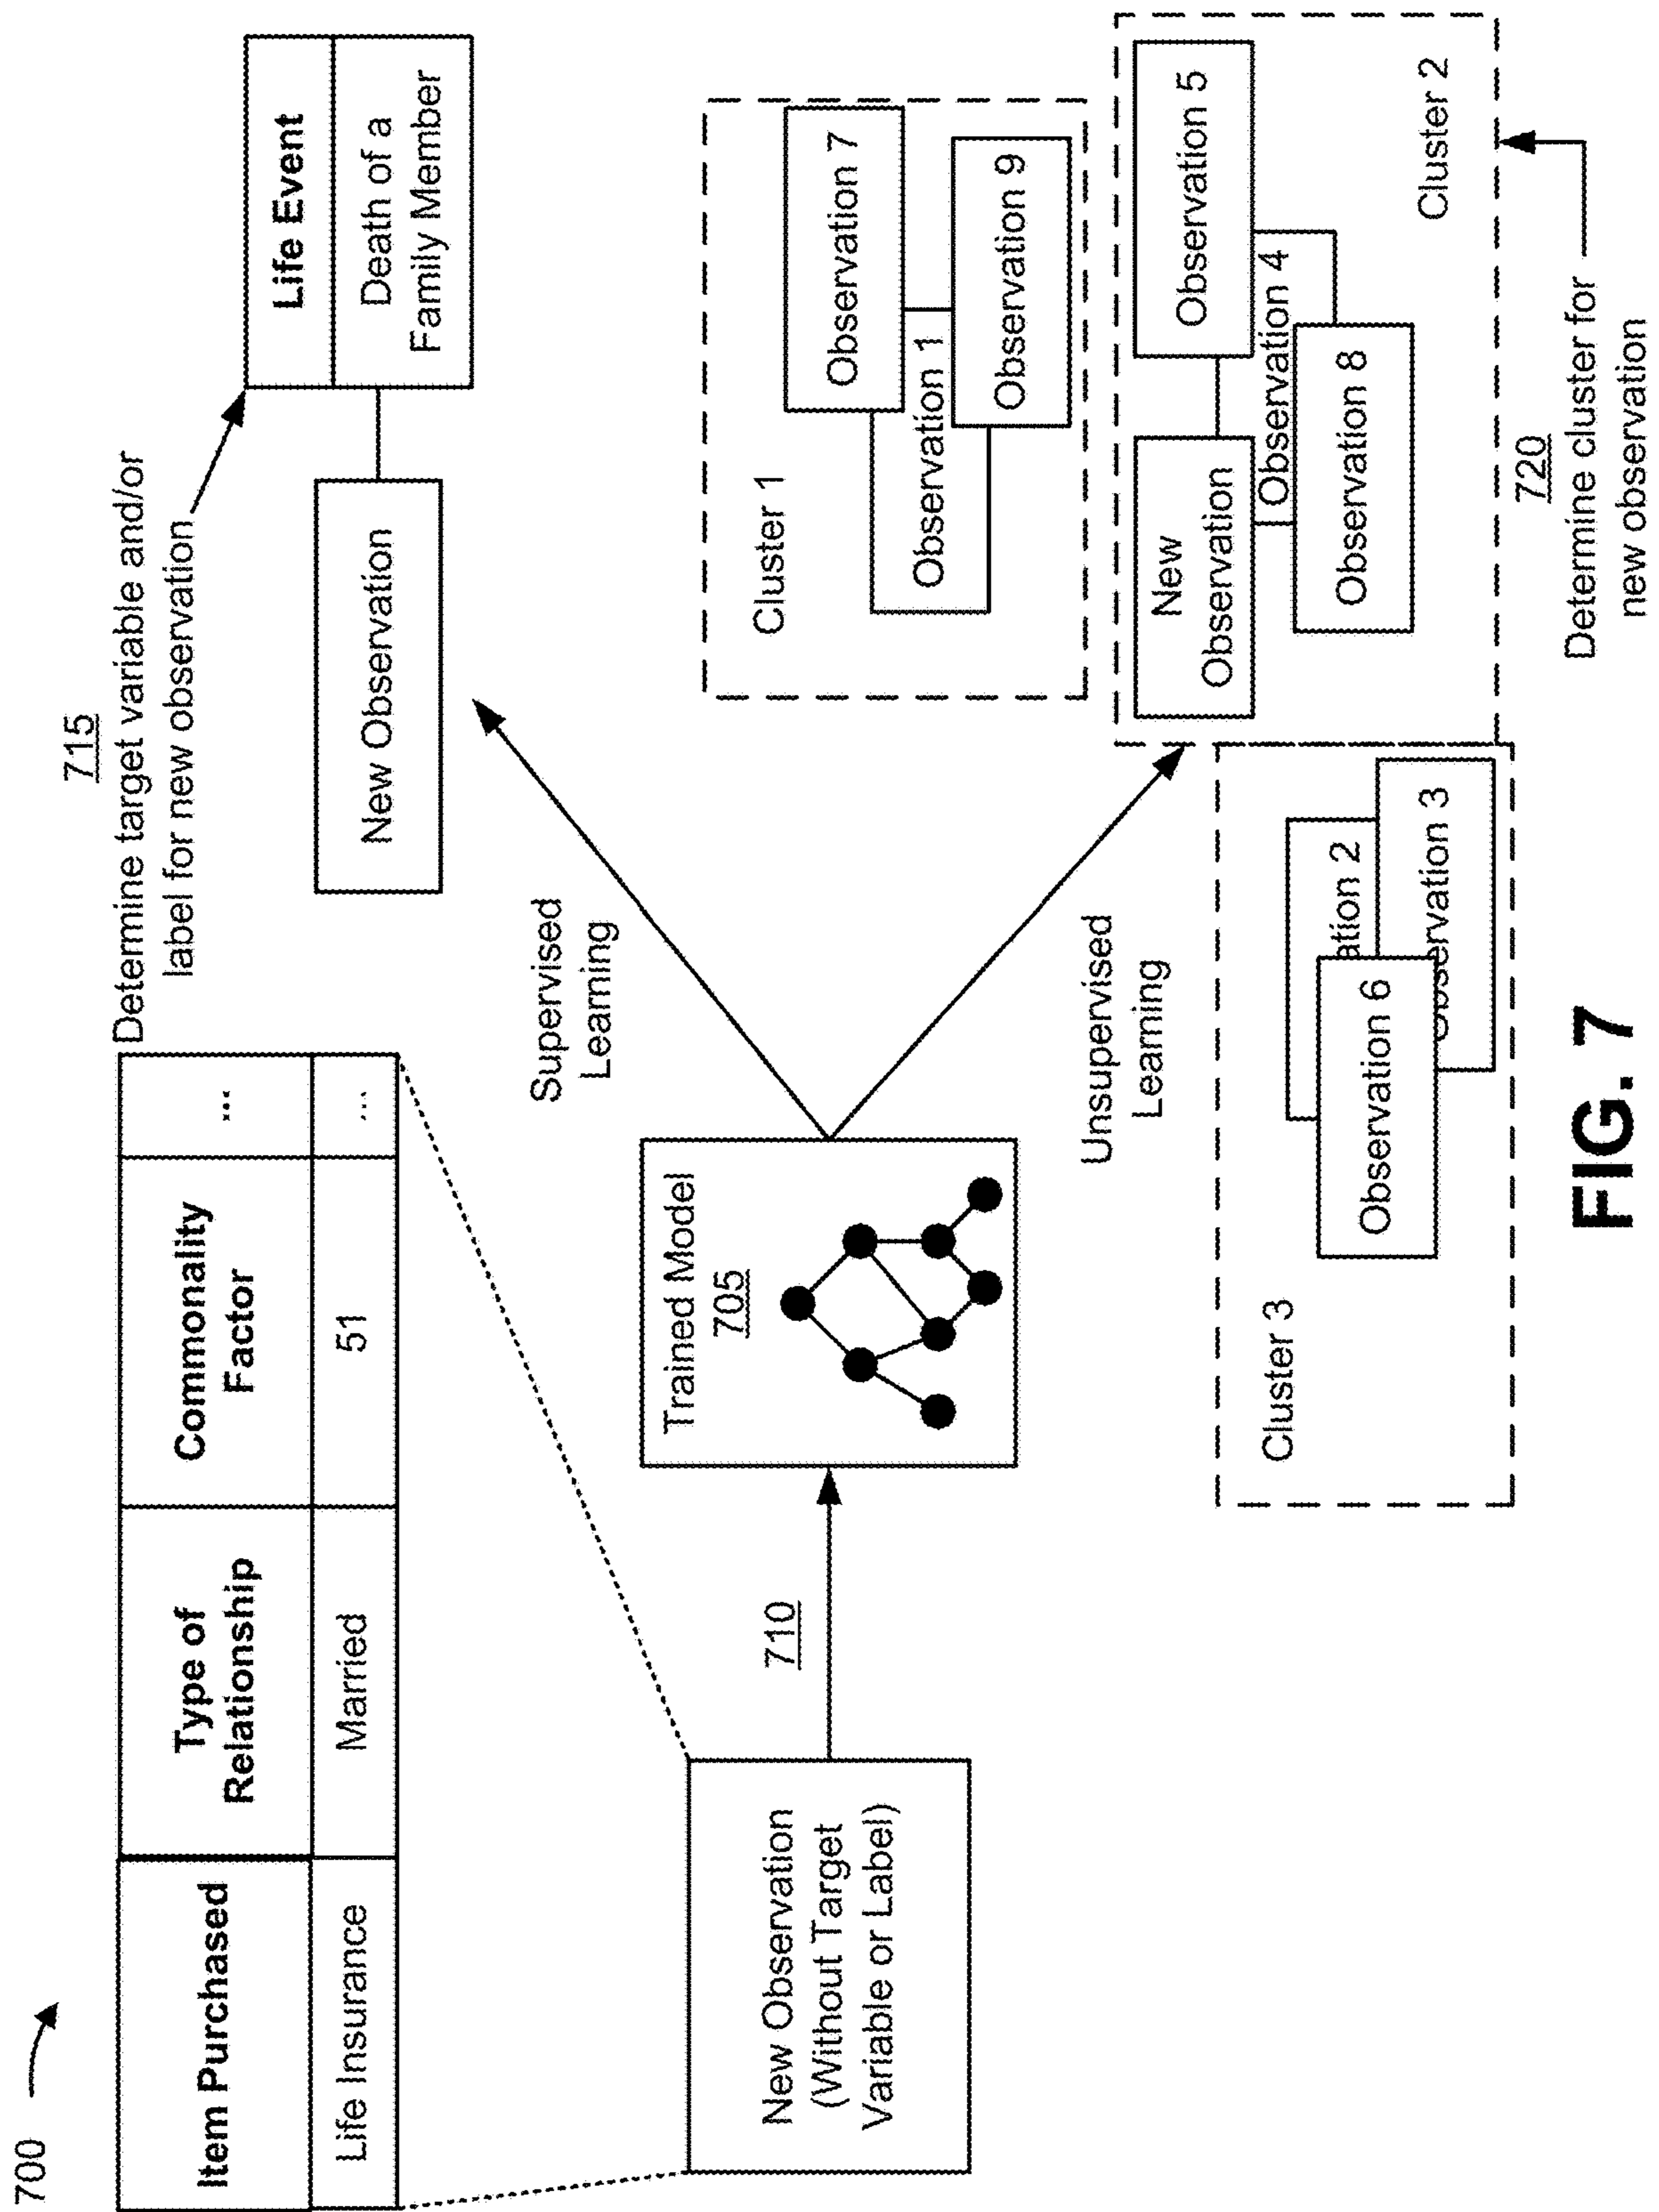 700
Item Purchased
Type of
Relationship
Commonality
Factor
...
Life Insurance
Married
51
...
715
Determine target variable and/or
label for new observation
Life Event
Death of a
Family Member
New Observation
Supervised
Learning
New Observation
(Without Target
Variable or Label)
710
Trained Model
705
Unsupervised
Learning
Cluster 1
Observation 7
Observation 1
Observation 9
New
Observation
Observation 5
Observation 4
Observation 8
Cluster 2
Cluster 3
ation 2
Observation 6
bservation 3
720
Determine cluster for
new observation
FIG. 7